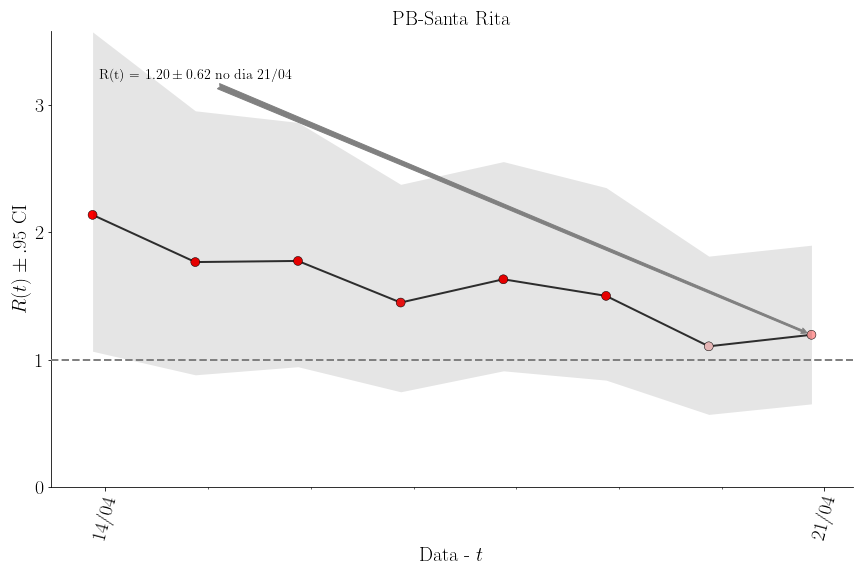 PB-Santa Rita
R(t) = 1.20 ± 0.62 no dia 21/04
R(t) ± .95 CI
3
2
1
0
14/04
21/04
Data - t